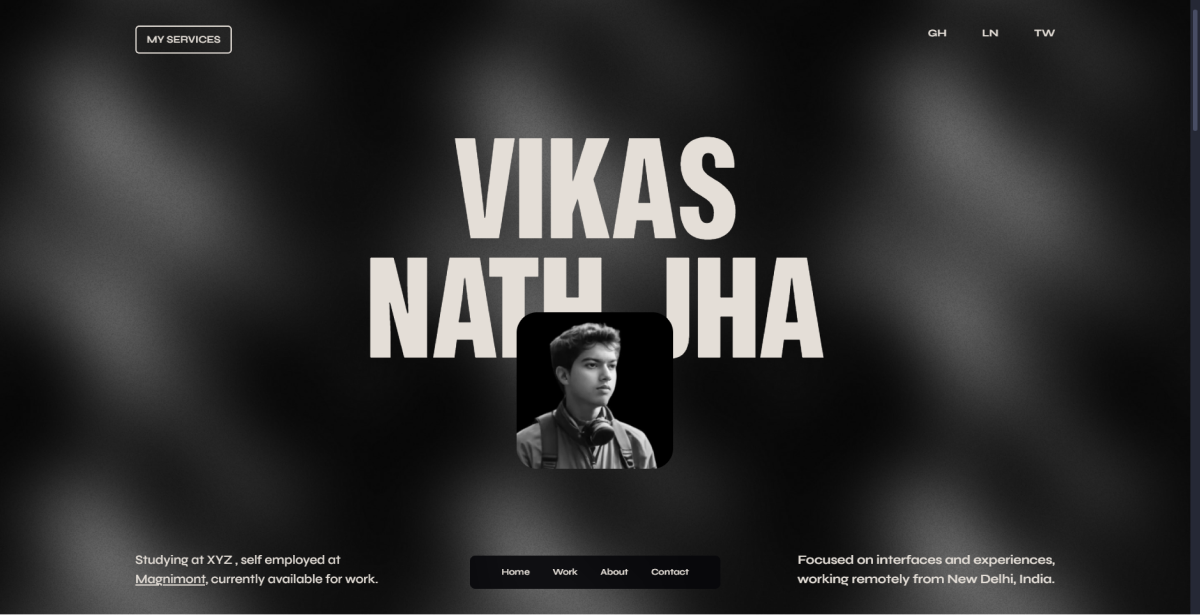 MY SERVICES
GH LN TW
VIKAS
NATH JHA
Studying at XYZ , self employed at
Magnimont, currently available for work.
Home Work About Contact
Focused on interfaces and experiences,
working remotely from New Delhi, India.